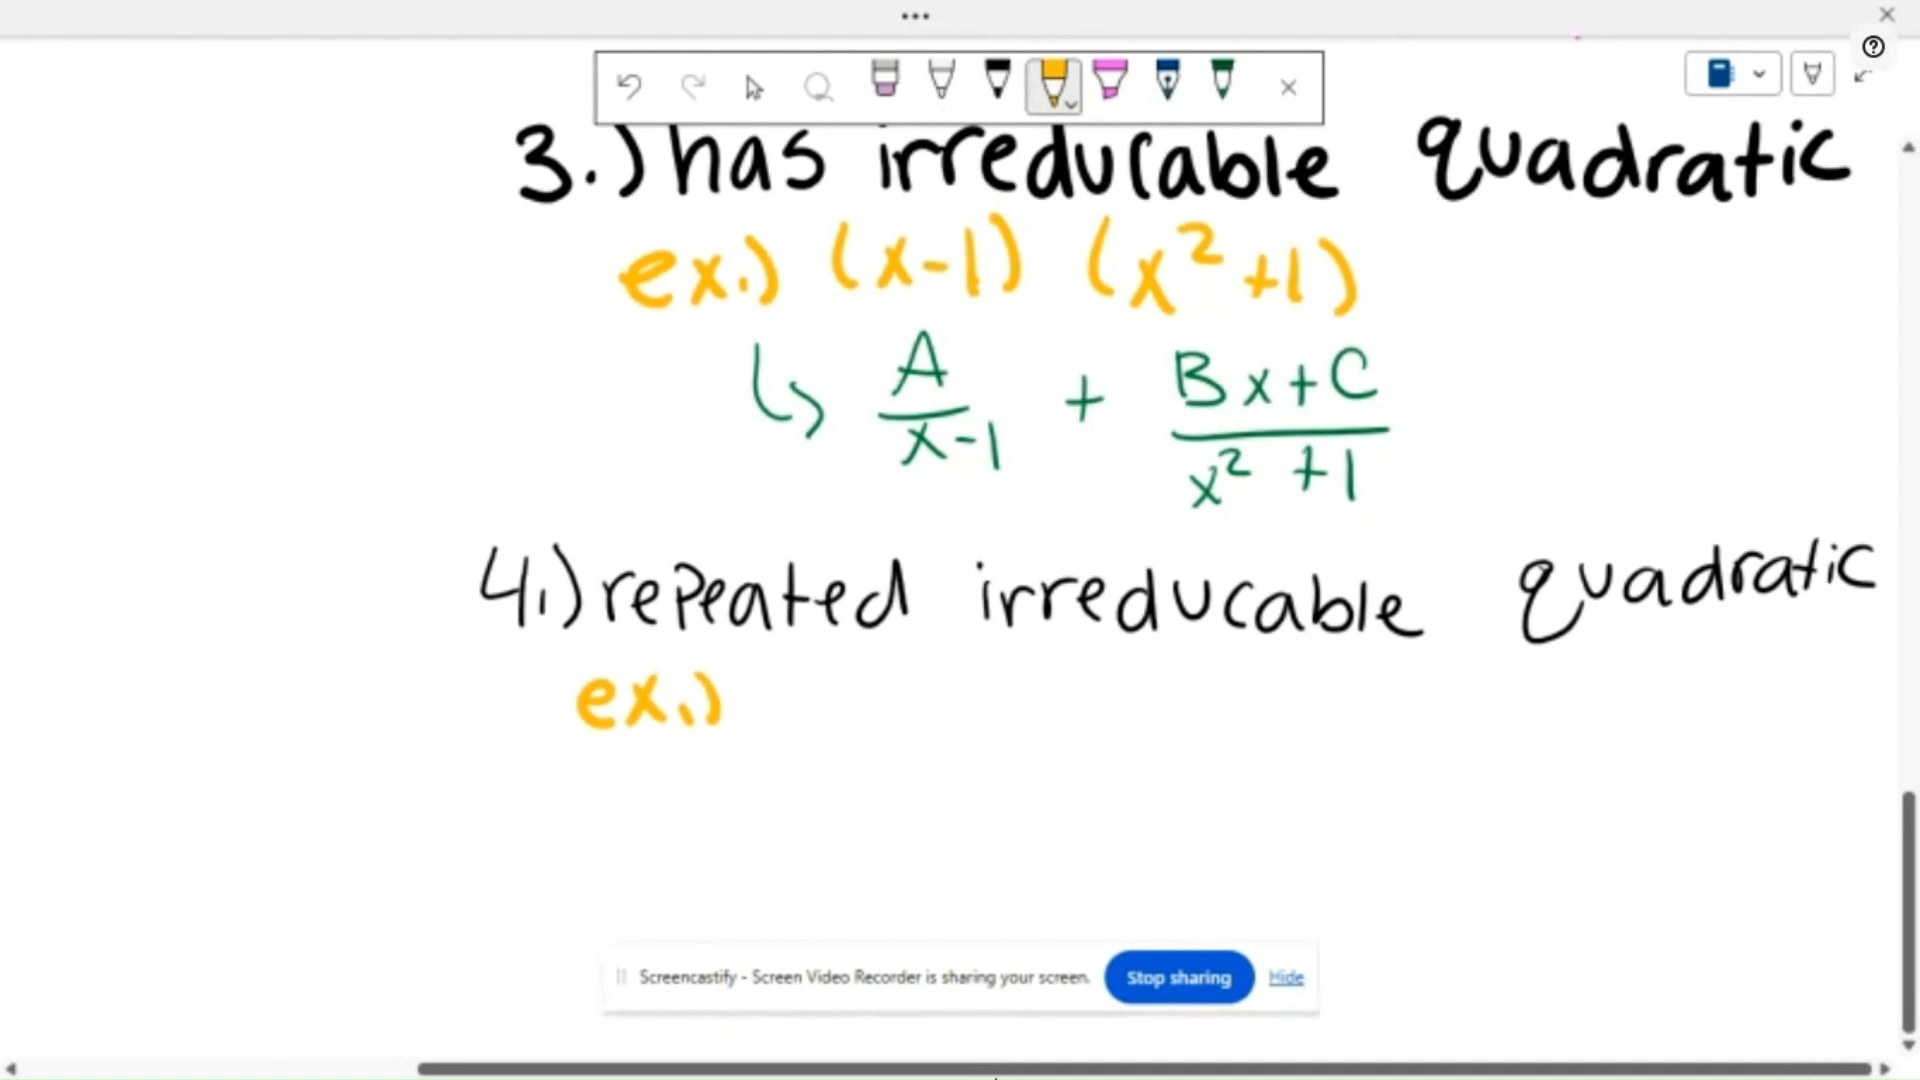 3.) has irreducable quadratic
ex.) (x-1) (x²+1)
↳ A/(x-1) + (Bx+C)/(x²+1)
4.) repeated irreducable quadratic
ex.)
Screencastify - Screen Video Recorder is sharing your screen. Stop sharing Hide